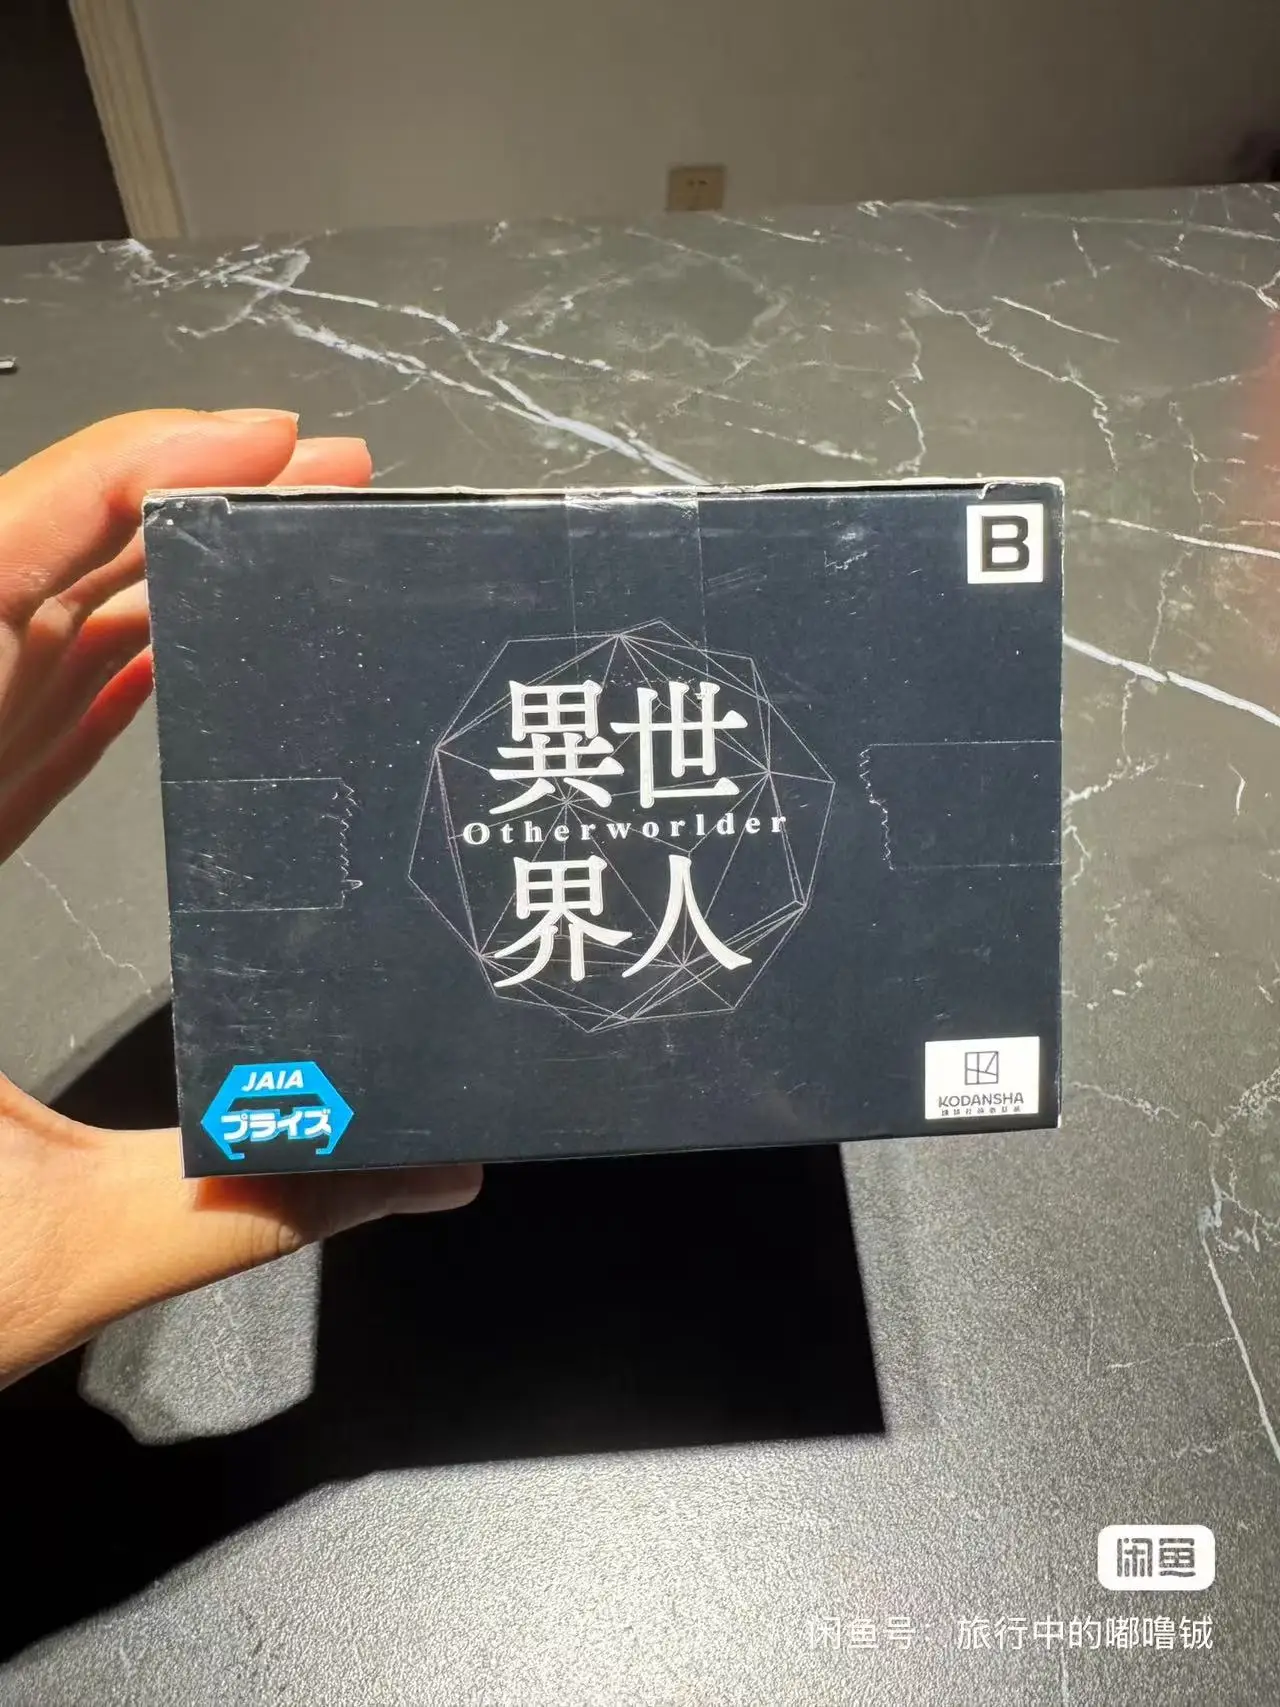 B
異世
Otherworlder
界人
JAIA
プライズ
KODANSHA
闲鱼
闲鱼号：旅行中的嘟噜铖